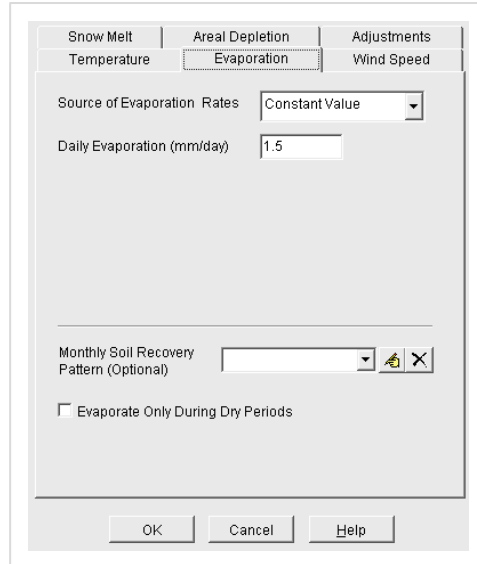 Snow Melt Areal Depletion Adjustments
Temperature Evaporation Wind Speed
Source of Evaporation Rates Constant Value
Daily Evaporation (mm/day) 1.5
Monthly Soil Recovery
Pattern (Optional)
Evaporate Only During Dry Periods
OK Cancel Help